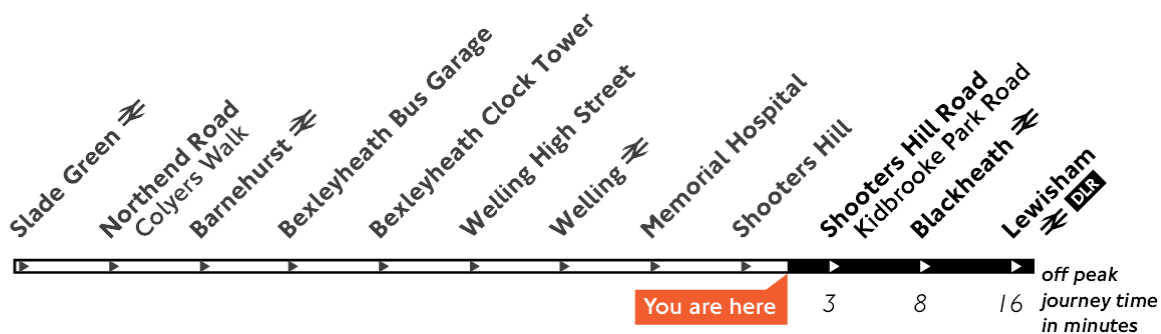 Slade Green
Northend Road
Colyers Walk
Barnehurst
Bexleyheath Bus Garage
Bexleyheath Clock Tower
Welling High Street
Welling
Memorial Hospital
Shooters Hill
Shooters Hill Road
Kidbrooke Park Road
Blackheath
Lewisham
DLR
You are here
3
8
16
off peak
journey time
in minutes